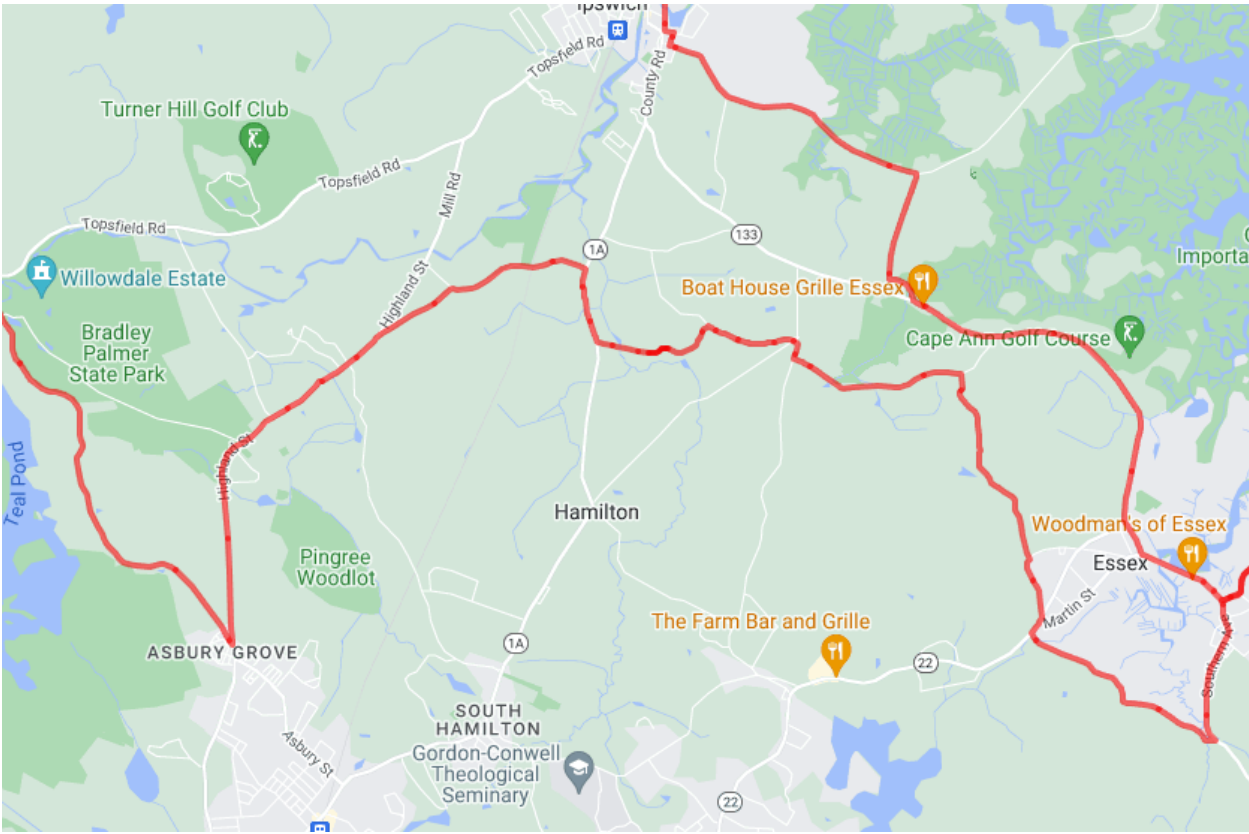 Ipswich
Topsfield Rd
County Rd
Turner Hill Golf Club
Topsfield Rd
Mill Rd
Topsfield Rd
133
1A
Importa
Willowdale Estate
Highland St
Boat House Grille Essex
Bradley
Palmer
State Park
Cape Ann Golf Course
Highland St
Teal Pond
Hamilton
Woodman's of Essex
Pingree
Woodlot
Essex
Martin St
The Farm Bar and Grille
1A
ASBURY GROVE
22
Southern Ave
SOUTH
HAMILTON
Asbury St
Gordon-Conwell
Theological
Seminary
22